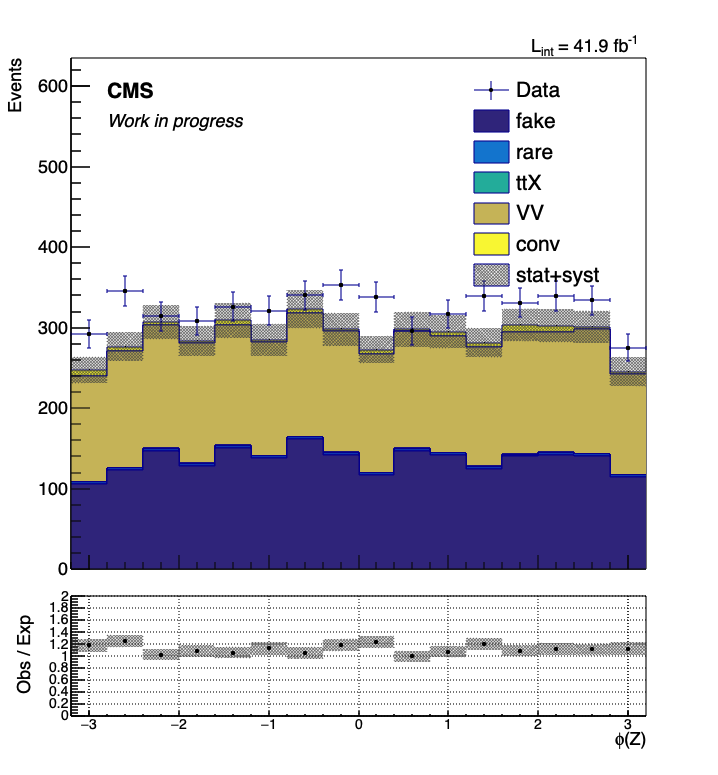 L_int = 41.9 fb^-1
Events
600
500
400
300
200
100
0
CMS
Work in progress
Data
fake
rare
ttX
VV
conv
stat+syst
Obs / Exp
2
1.8
1.6
1.4
1.2
1
0.8
0.6
0.4
0.2
0
−3
−2
−1
0
1
2
3
ϕ(Z)